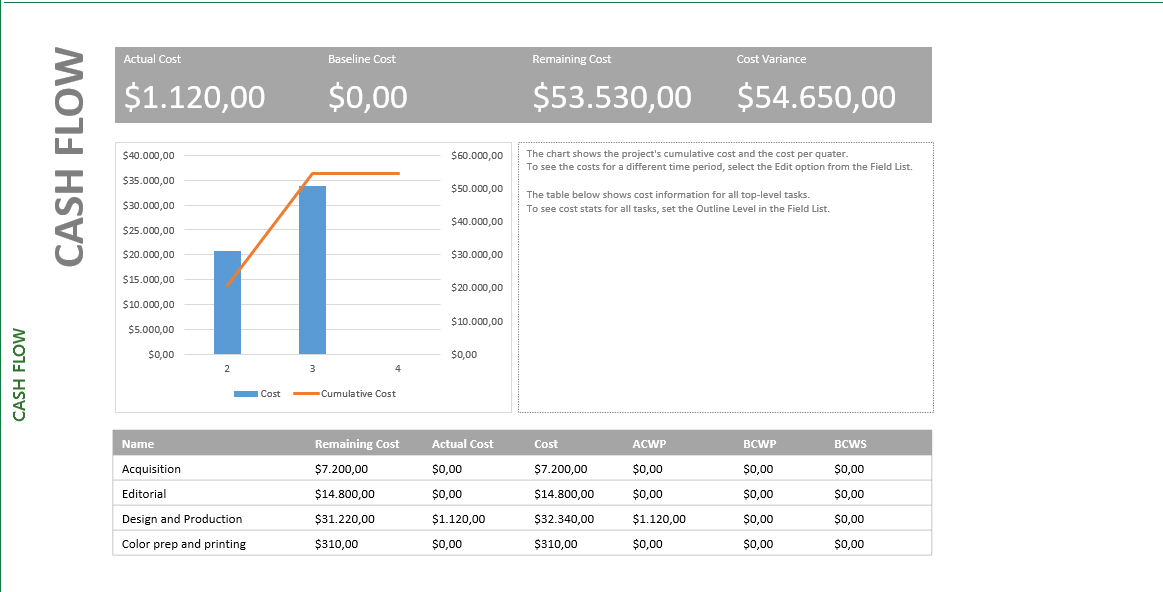 CASH FLOW
CASH FLOW
Actual Cost Baseline Cost Remaining Cost Cost Variance
$1.120,00 $0,00 $53.530,00 $54.650,00
$40.000,00
$35.000,00
$30.000,00
$25.000,00
$20.000,00
$15.000,00
$10.000,00
$5.000,00
$0,00
$60.000,00
$50.000,00
$40.000,00
$30.000,00
$20.000,00
$10.000,00
$0,00
2 3 4
Cost Cumulative Cost
The chart shows the project's cumulative cost and the cost per quater.
To see the costs for a different time period, select the Edit option from the Field List.
The table below shows cost information for all top-level tasks.
To see cost stats for all tasks, set the Outline Level in the Field List.
Name Remaining Cost Actual Cost Cost ACWP BCWP BCWS
Acquisition $7.200,00 $0,00 $7.200,00 $0,00 $0,00 $0,00
Editorial $14.800,00 $0,00 $14.800,00 $0,00 $0,00 $0,00
Design and Production $31.220,00 $1.120,00 $32.340,00 $1.120,00 $0,00 $0,00
Color prep and printing $310,00 $0,00 $310,00 $0,00 $0,00 $0,00